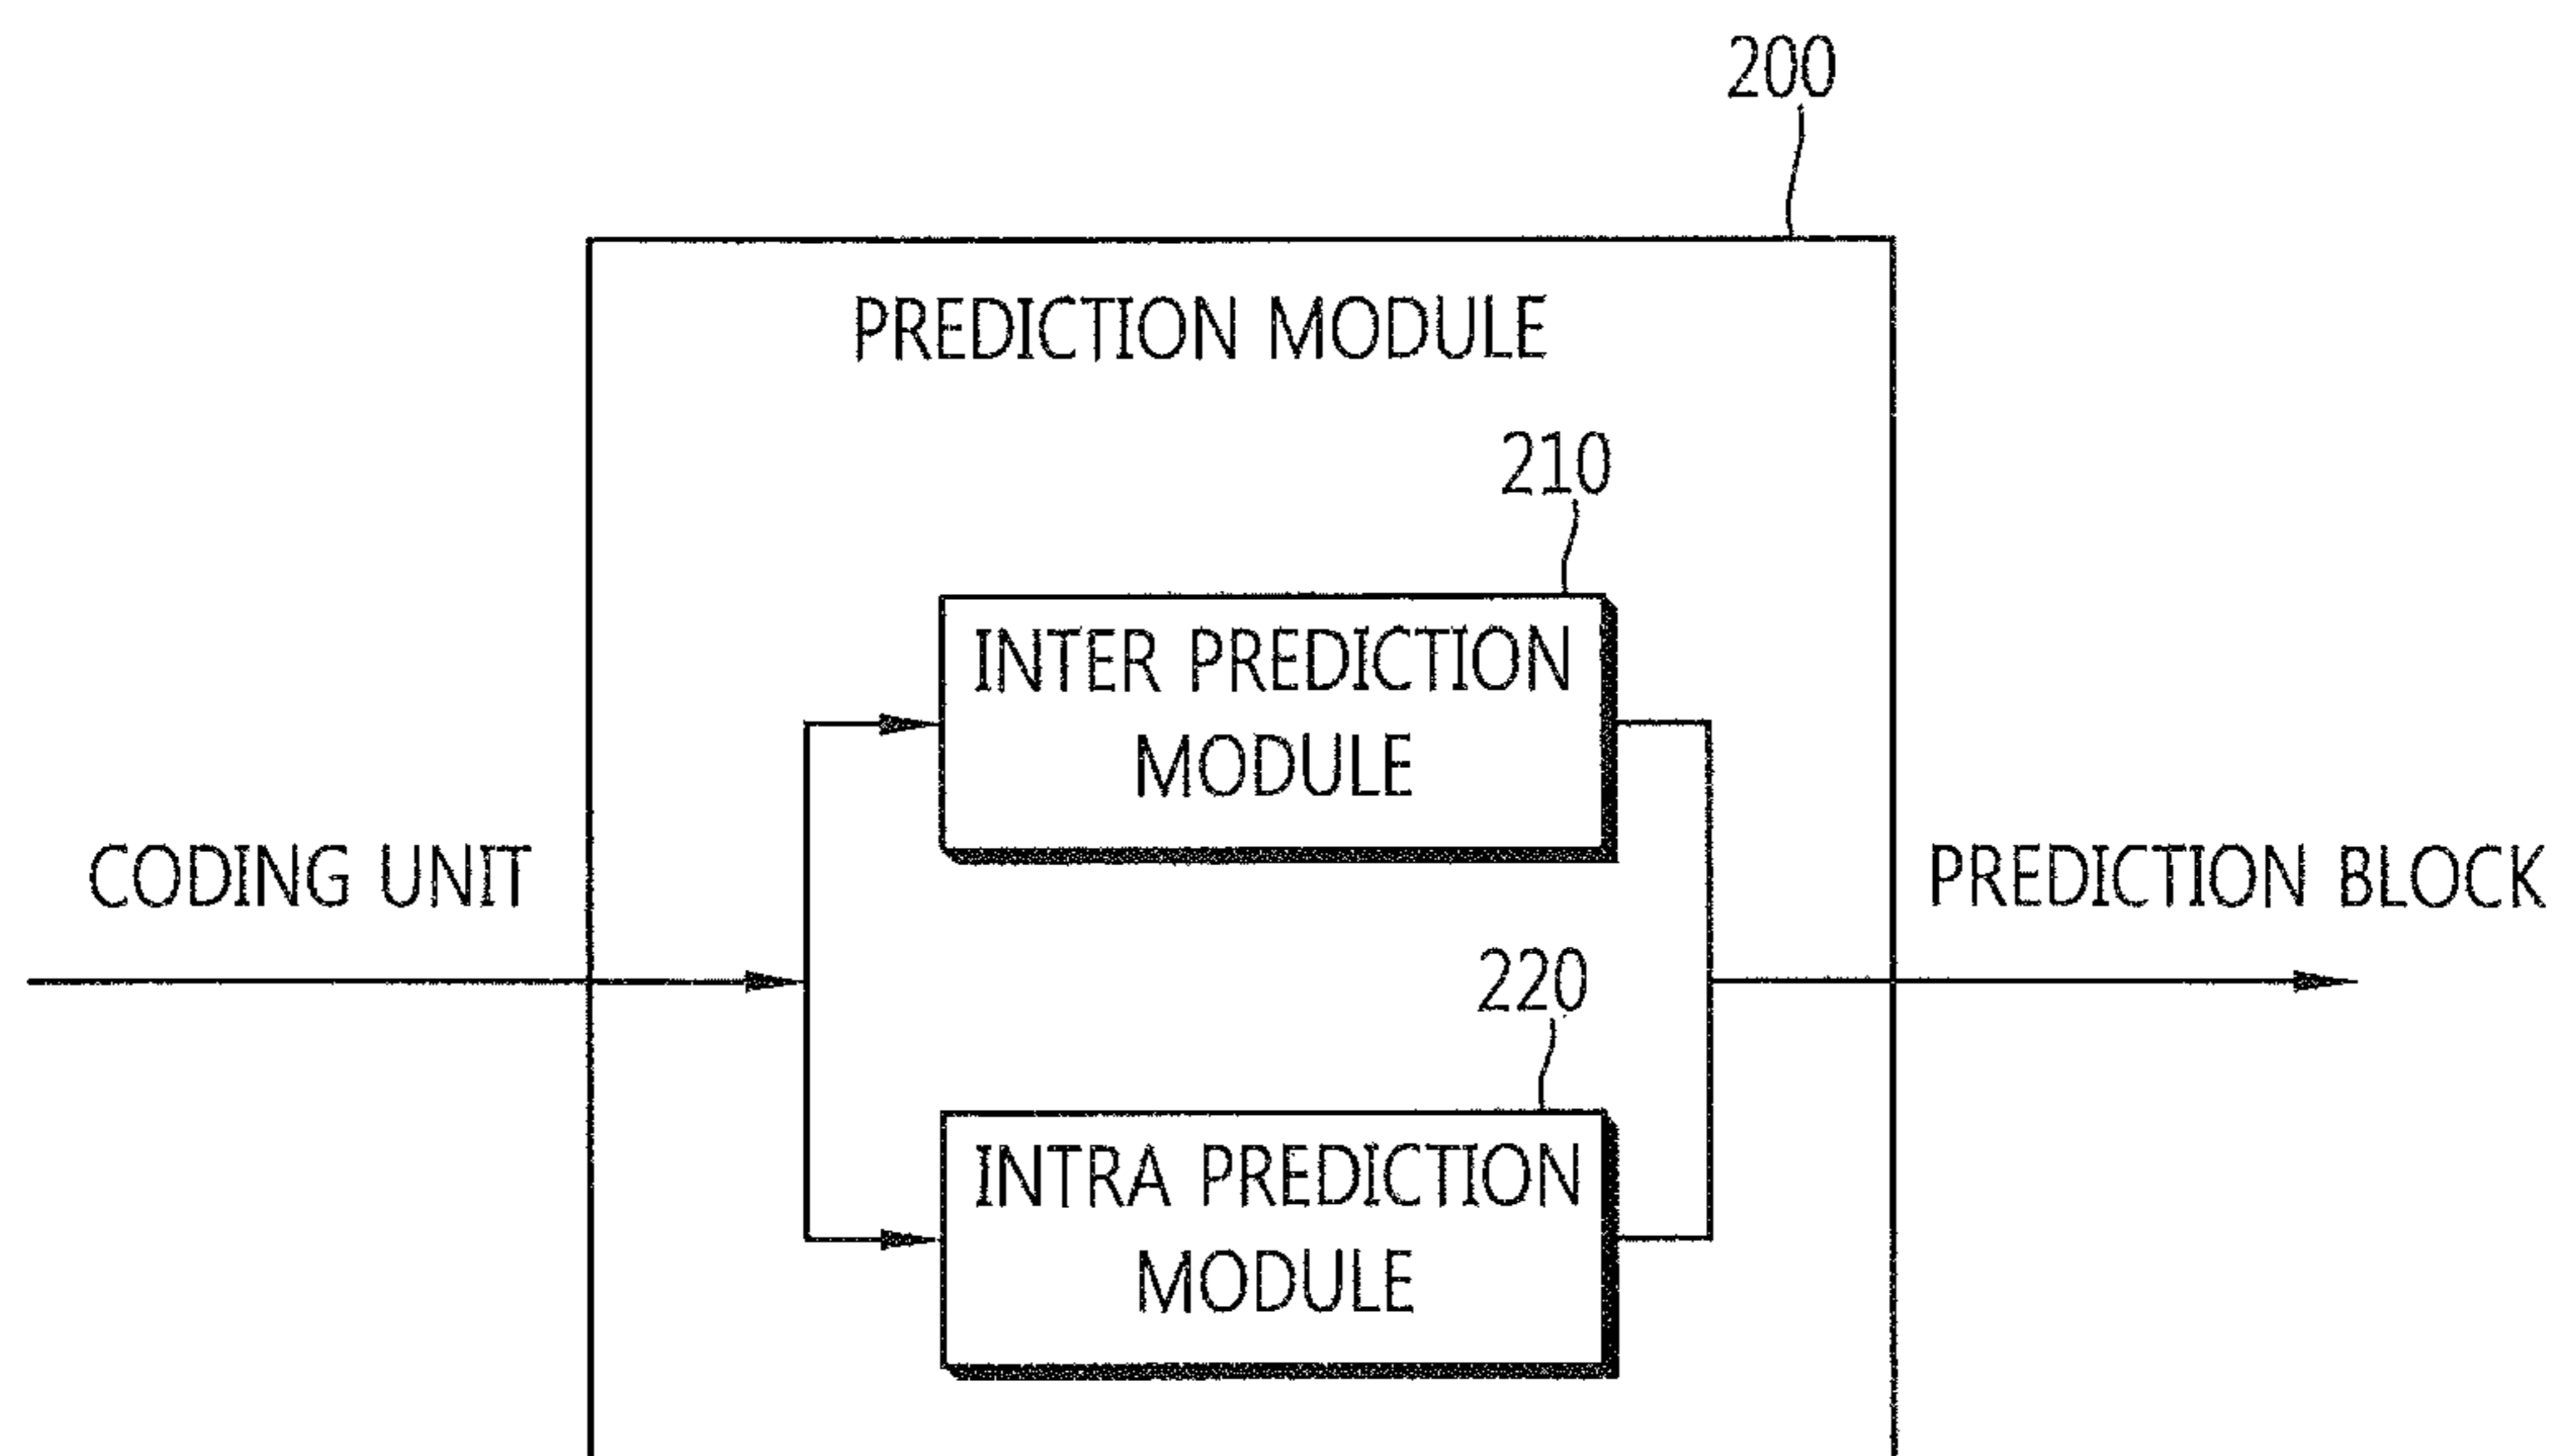 200
PREDICTION MODULE
210
INTER PREDICTION
MODULE
CODING UNIT
PREDICTION BLOCK
220
INTRA PREDICTION
MODULE